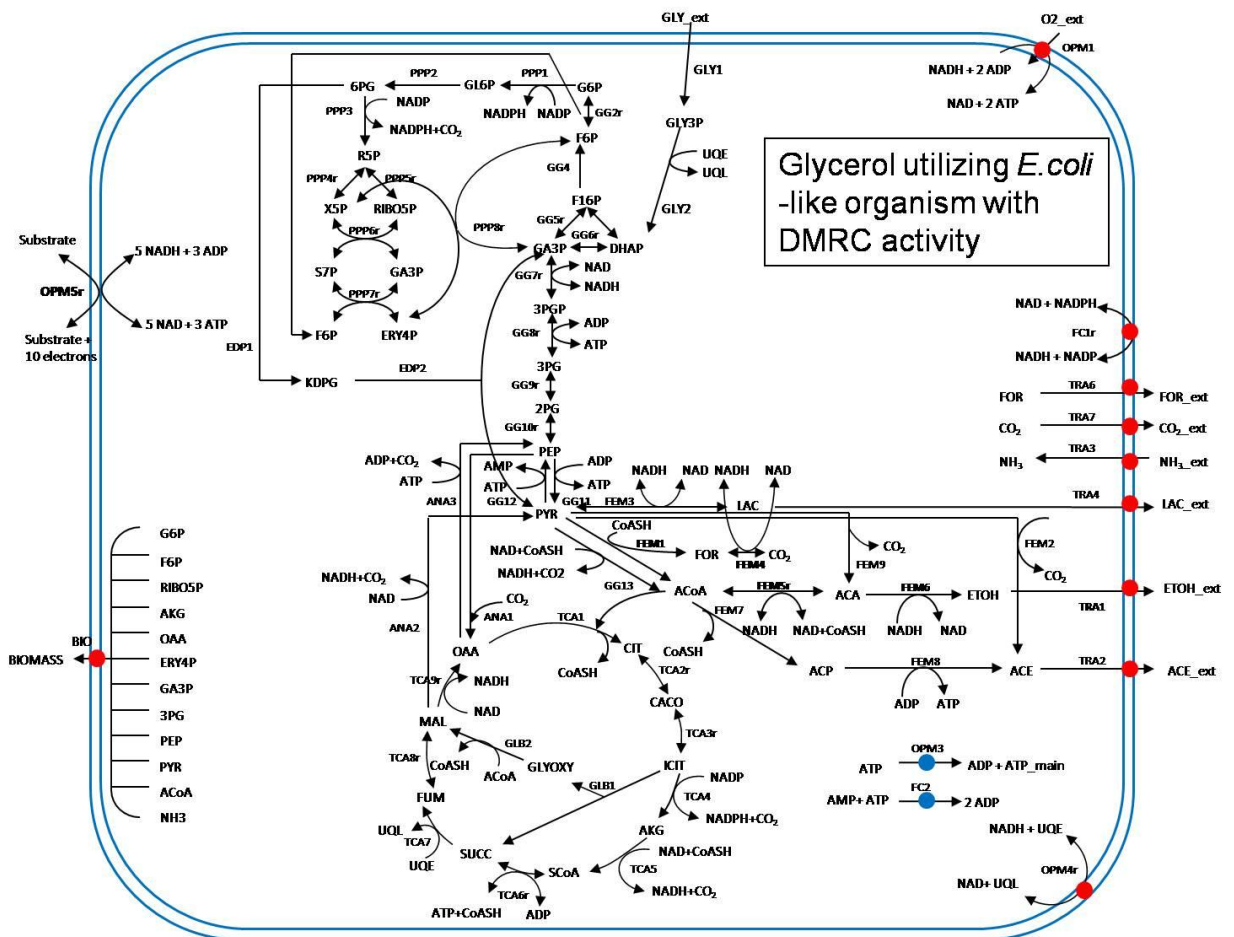 GLY_ext
O2_ext
OPM1
NADH + 2 ADP
NAD + 2 ATP
GLY1
PPP2
PPP1
6PG
GL6P
G6P
NADP
NADPH
NADP
GG2r
PPP3
NADPH+CO₂
GLY3P
F6P
UQE
UQL
R5P
GG4
PPP4r
PPP5r
X5P
RIBO5P
F16P
GLY2
PPP6r
PPP8r
GG5r
GG6r
GA3P
DHAP
Glycerol utilizing E.coli
-like organism with
DMRC activity
Substrate
5 NADH + 3 ADP
S7P
GA3P
GG7r
NAD
NADH
OPM5r
PPP7r
3PGP
NAD + NADPH
5 NAD + 3 ATP
F6P
ERY4P
GG8r
ADP
ATP
FC1r
Substrate +
10 electrons
EDP1
NADH + NADP
3PG
KDPG
EDP2
GG9r
FOR
TRA6
FOR_ext
2PG
GG10r
CO₂
TRA7
CO₂_ext
PEP
NH₃
TRA3
NH₃_ext
ADP+CO₂
ATP
AMP
ATP
ADP
ATP
NADH
NAD
NADH
NAD
ANA3
GG12
GG11
FEM3
TRA4
PYR
LAC
LAC_ext
CoASH
FEM1
FEM2
G6P
NAD+CoASH
NADH+CO2
FOR
FEM4
CO₂
FEM9
CO₂
CO₂
F6P
NADH+CO₂
NAD
RIBO5P
GG13
ACoA
FEM5r
ACA
FEM6
ETOH
ETOH_ext
TRA1
AKG
CO₂
ANA1
ANA2
TCA1
FEM7
NADH
NAD+CoASH
NADH
NAD
OAA
OAA
CIT
CoASH
CoASH
BIO
BIOMASS
ERY4P
TCA2r
ACP
FEM8
ACE
TRA2
ACE_ext
GA3P
TCA9r
NADH
NAD
CACO
ADP
ATP
3PG
MAL
TCA3r
PEP
TCA8r
GLB2
CoASH
ACoA
GLYOXY
ICIT
OPM3
ATP
ADP + ATP_main
PYR
GLB1
NADP
TCA4
FC2
AMP+ ATP
2 ADP
ACoA
FUM
NADPH+CO₂
NH3
UQL
TCA7
UQE
AKG
NADH + UQE
SUCC
NAD+CoASH
TCA5
SCoA
NADH+CO₂
OPM4r
TCA6r
NAD+ UQL
ATP+CoASH
ADP